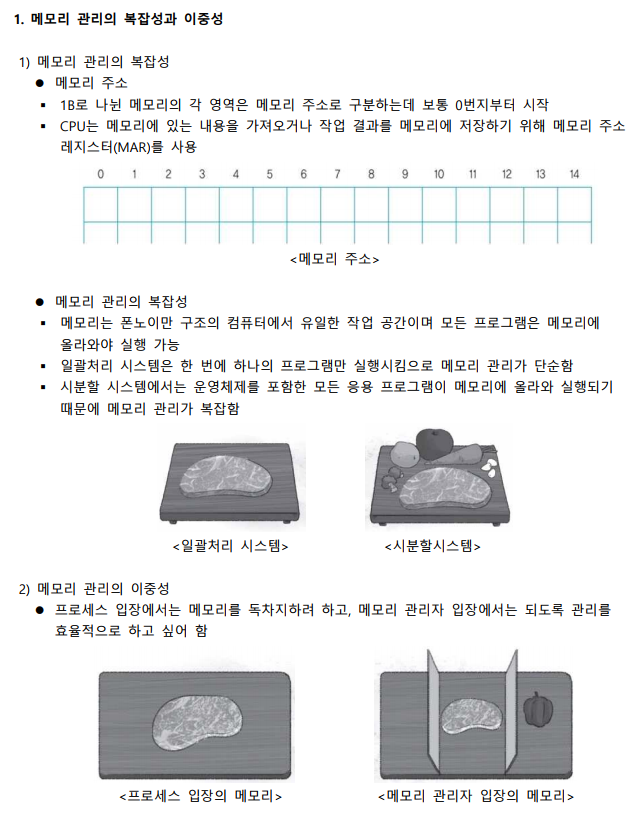 1. 메모리 관리의 복잡성과 이중성
1) 메모리 관리의 복잡성
● 메모리 주소
▪ 1B로 나뉜 메모리의 각 영역은 메모리 주소로 구분하는데 보통 0번지부터 시작
▪ CPU는 메모리에 있는 내용을 가져오거나 작업 결과를 메모리에 저장하기 위해 메모리 주소
레지스터(MAR)를 사용
0 1 2 3 4 5 6 7 8 9 10 11 12 13 14
<메모리 주소>
● 메모리 관리의 복잡성
▪ 메모리는 폰노이만 구조의 컴퓨터에서 유일한 작업 공간이며 모든 프로그램은 메모리에
올라와야 실행 가능
▪ 일괄처리 시스템은 한 번에 하나의 프로그램만 실행시킴으로 메모리 관리가 단순함
▪ 시분할 시스템에서는 운영체제를 포함한 모든 응용 프로그램이 메모리에 올라와 실행되기
때문에 메모리 관리가 복잡함
<일괄처리 시스템> <시분할시스템>
2) 메모리 관리의 이중성
● 프로세스 입장에서는 메모리를 독차지하려 하고, 메모리 관리자 입장에서는 되도록 관리를
효율적으로 하고 싶어 함
<프로세스 입장의 메모리> <메모리 관리자 입장의 메모리>